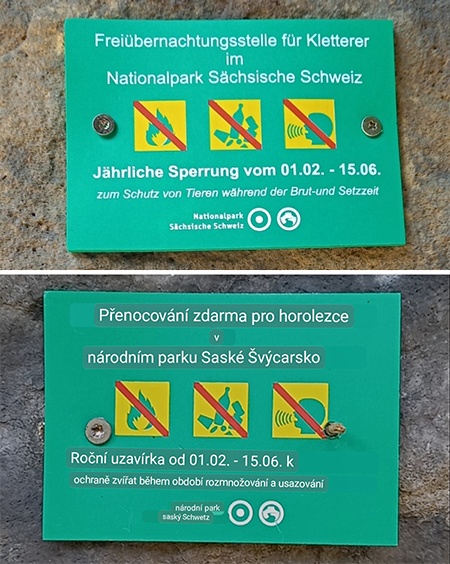 Freiübernachtungsstelle für Kletterer
im
Nationalpark Sächsische Schweiz
Jährliche Sperrung vom 01.02. - 15.06.
zum Schutz von Tieren während der Brut-und Setzzeit
Nationalpark
Sächsische Schweiz
Přenocování zdarma pro horolezce
v
národním parku Saské Švýcarsko
Roční uzavírka od 01.02. - 15.06. k
ochraně zvířat během období rozmnožování a usazování
národní park
saský Schwetz